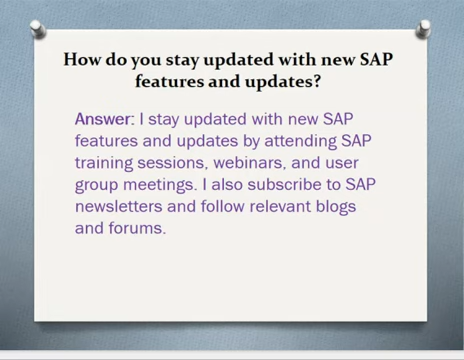 How do you stay updated with new SAP
features and updates?
Answer: I stay updated with new SAP
features and updates by attending SAP
training sessions, webinars, and user
group meetings. I also subscribe to SAP
newsletters and follow relevant blogs
and forums.